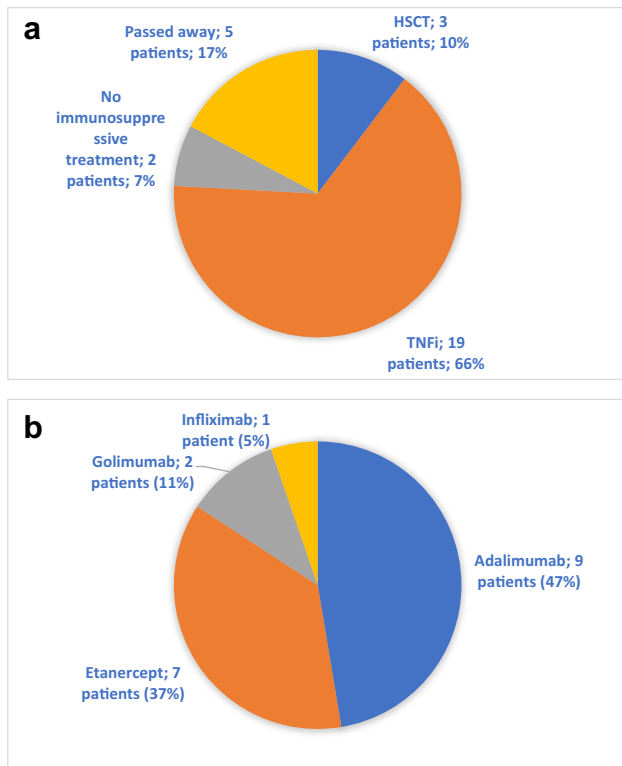 a
Passed away; 5
patients; 17%
HSCT; 3
patients; 10%
No
immunosuppre
ssive
treatment; 2
patients; 7%
TNFi; 19
patients; 66%
b
Infliximab; 1
patient (5%)
Golimumab; 2
patients (11%)
Adalimumab; 9
patients (47%)
Etanercept; 7
patients (37%)